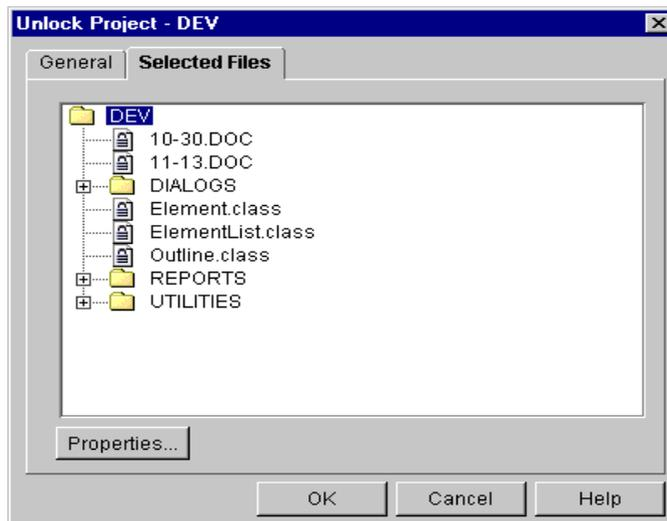 Unlock Project - DEV
General Selected Files
DEV
10-30.DOC
11-13.DOC
DIALOGS
Element.class
ElementList.class
Outline.class
REPORTS
UTILITIES
Properties...
OK Cancel Help